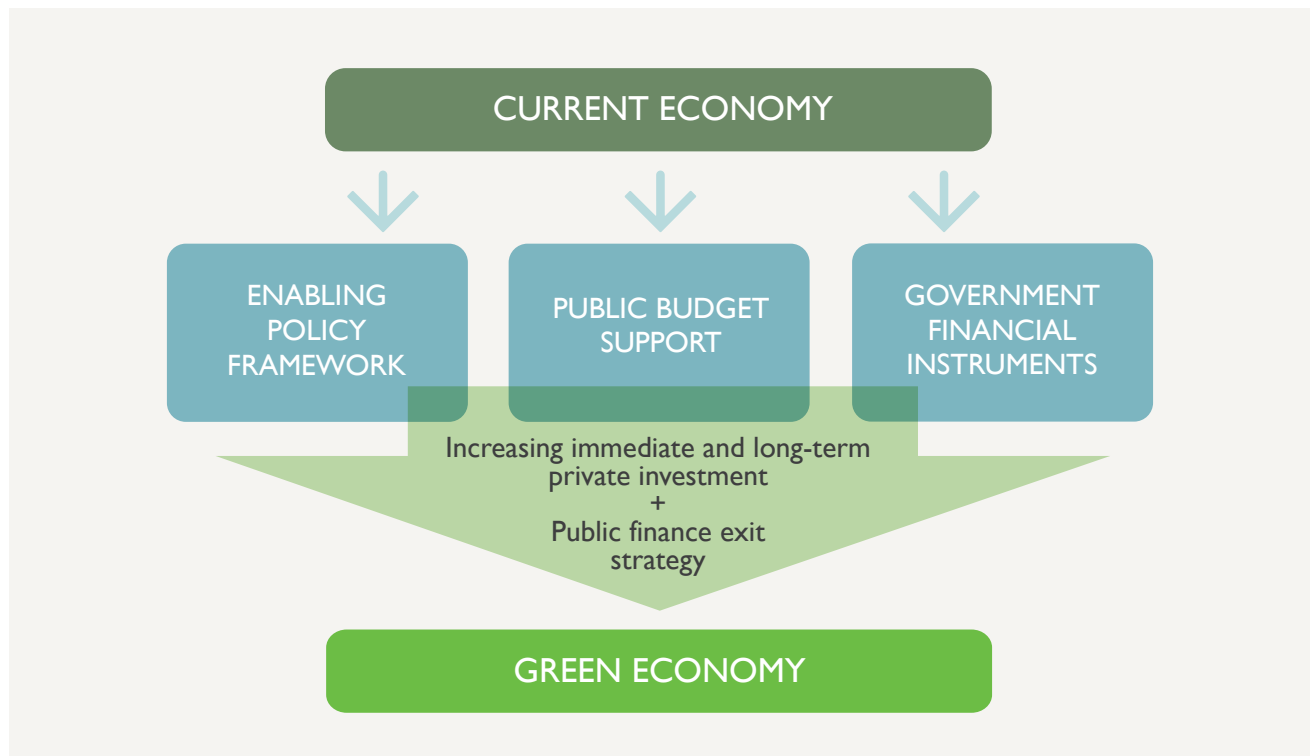 CURRENT ECONOMY
ENABLING
POLICY
FRAMEWORK
PUBLIC BUDGET
SUPPORT
GOVERNMENT
FINANCIAL
INSTRUMENTS
Increasing immediate and long-term
private investment
+
Public finance exit
strategy
GREEN ECONOMY